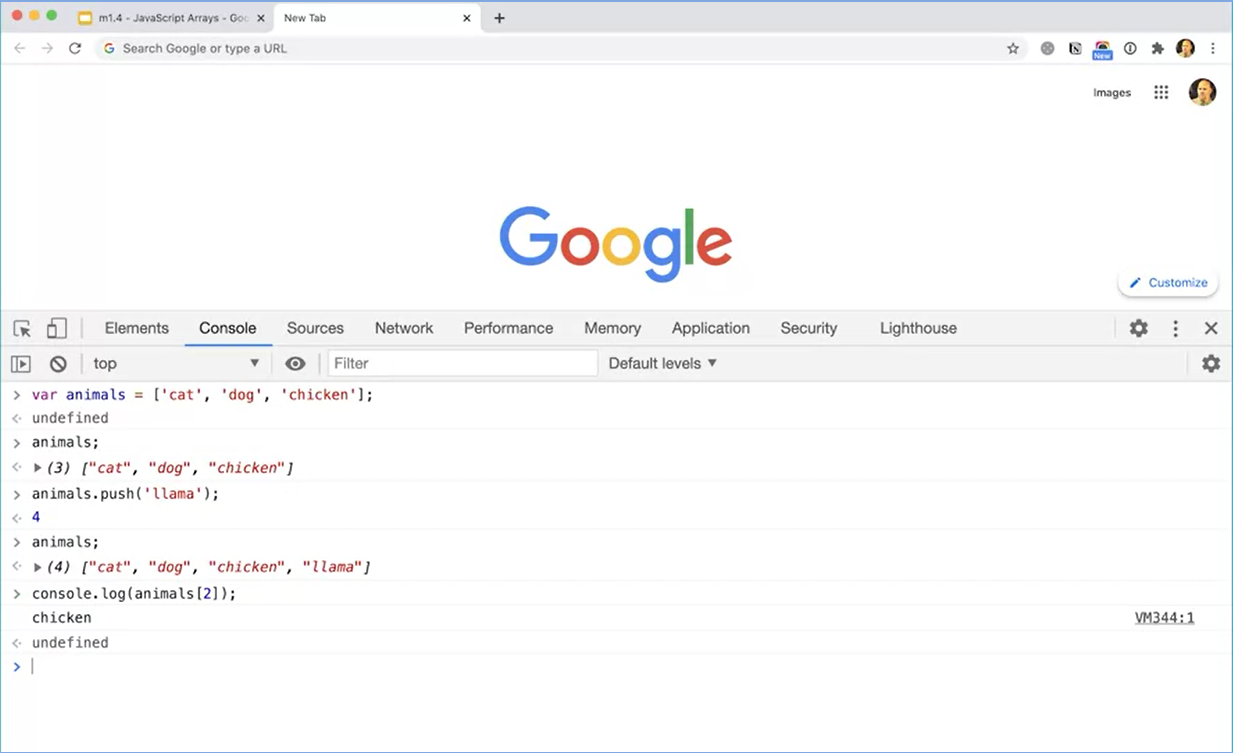 m1.4 - JavaScript Arrays - Goo
New Tab
Search Google or type a URL
New
Images
Google
Customize
Elements Console Sources Network Performance Memory Application Security Lighthouse
top Filter Default levels ▼
> var animals = ['cat', 'dog', 'chicken'];
undefined
> animals;
(3) ["cat", "dog", "chicken"]
> animals.push('llama');
4
> animals;
(4) ["cat", "dog", "chicken", "llama"]
> console.log(animals[2]);
chicken VM344:1
undefined
>